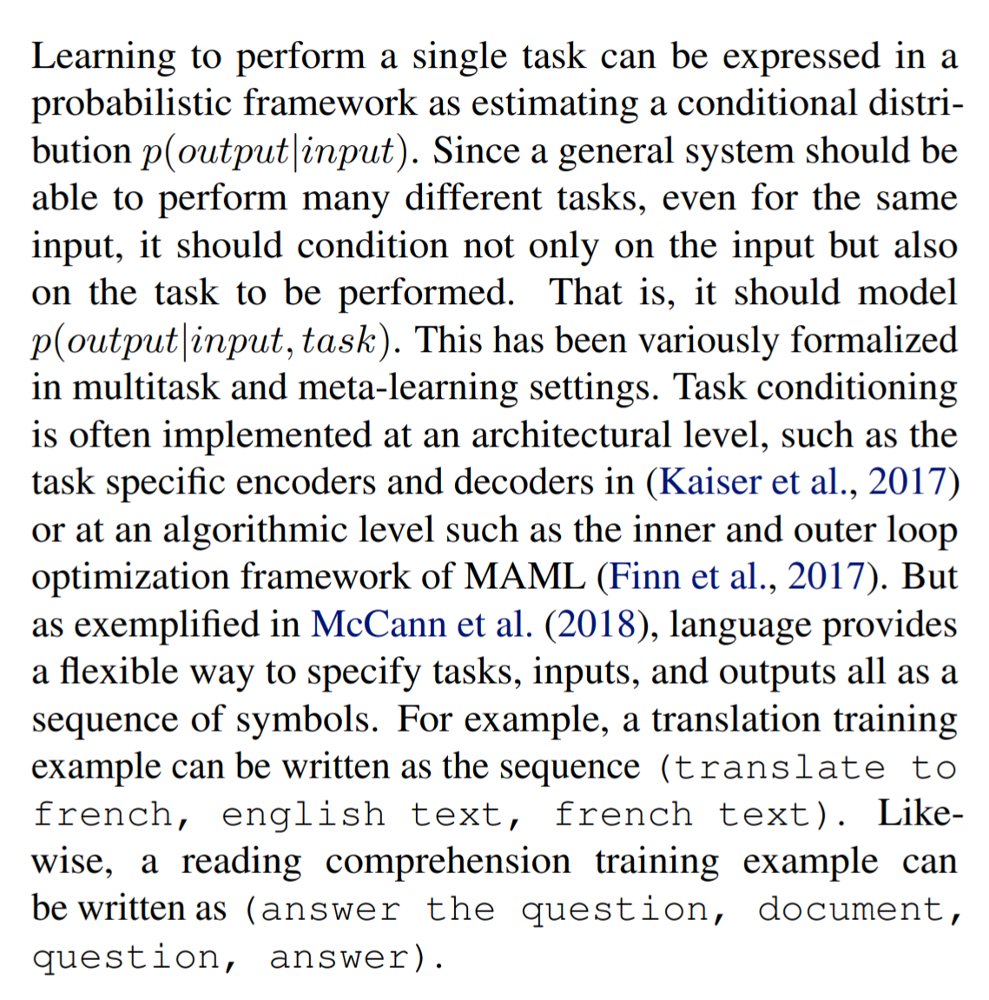 Learning to perform a single task can be expressed in a
probabilistic framework as estimating a conditional distri-
bution p(output|input). Since a general system should be
able to perform many different tasks, even for the same
input, it should condition not only on the input but also
on the task to be performed. That is, it should model
p(output|input, task). This has been variously formalized
in multitask and meta-learning settings. Task conditioning
is often implemented at an architectural level, such as the
task specific encoders and decoders in (Kaiser et al., 2017)
or at an algorithmic level such as the inner and outer loop
optimization framework of MAML (Finn et al., 2017). But
as exemplified in McCann et al. (2018), language provides
a flexible way to specify tasks, inputs, and outputs all as a
sequence of symbols. For example, a translation training
example can be written as the sequence (translate to
french, english text, french text). Like-
wise, a reading comprehension training example can
be written as (answer the question, document,
question, answer).